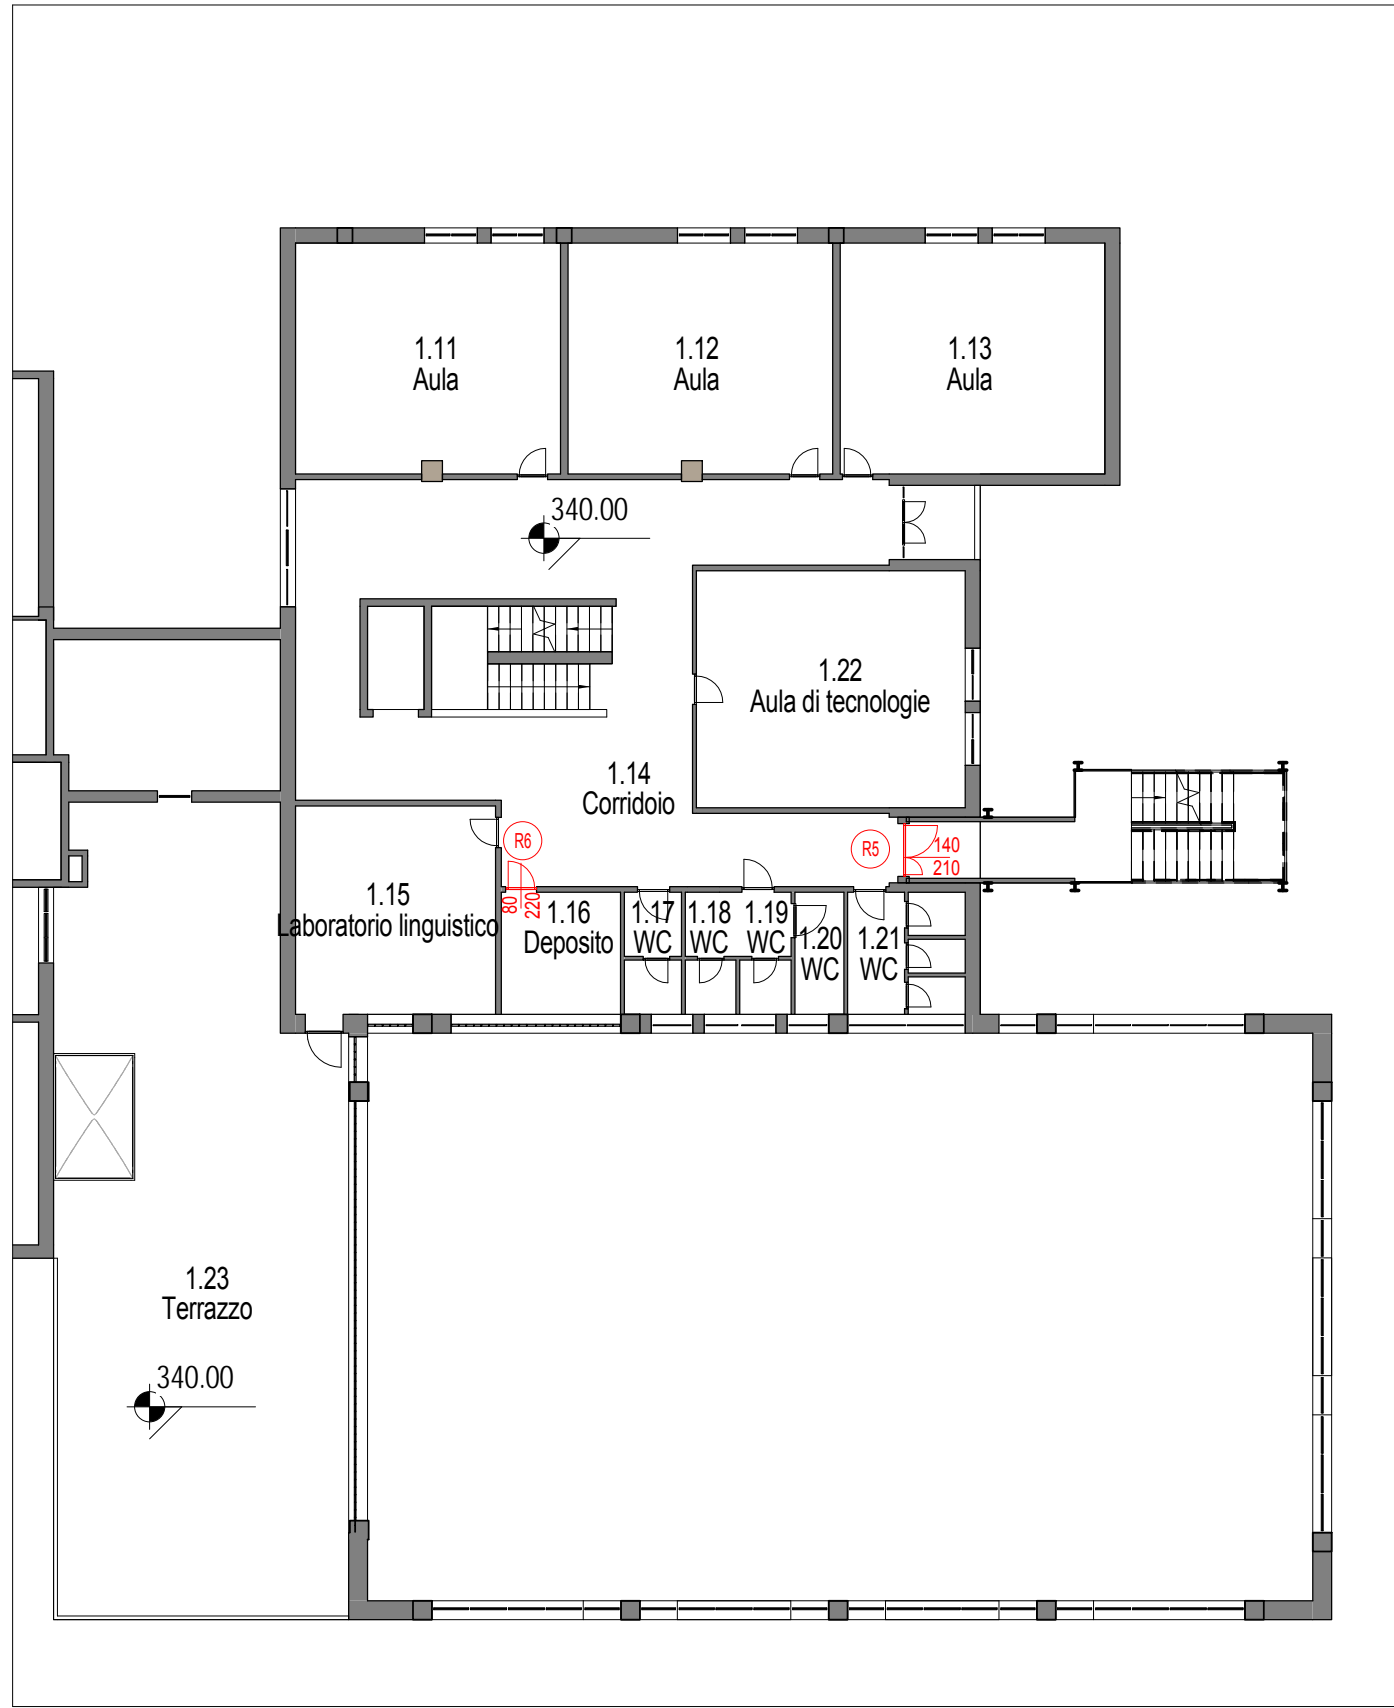 1.11
Aula
1.12
Aula
1.13
Aula
340.00
1.22
Aula di tecnologie
1.14
Corridoio
R6
R5
140
210
80
220
1.15
Laboratorio linguistico
1.16
Deposito
1.17
WC
1.18
WC
1.19
WC
1.20
WC
1.21
WC
1.23
Terrazzo
340.00